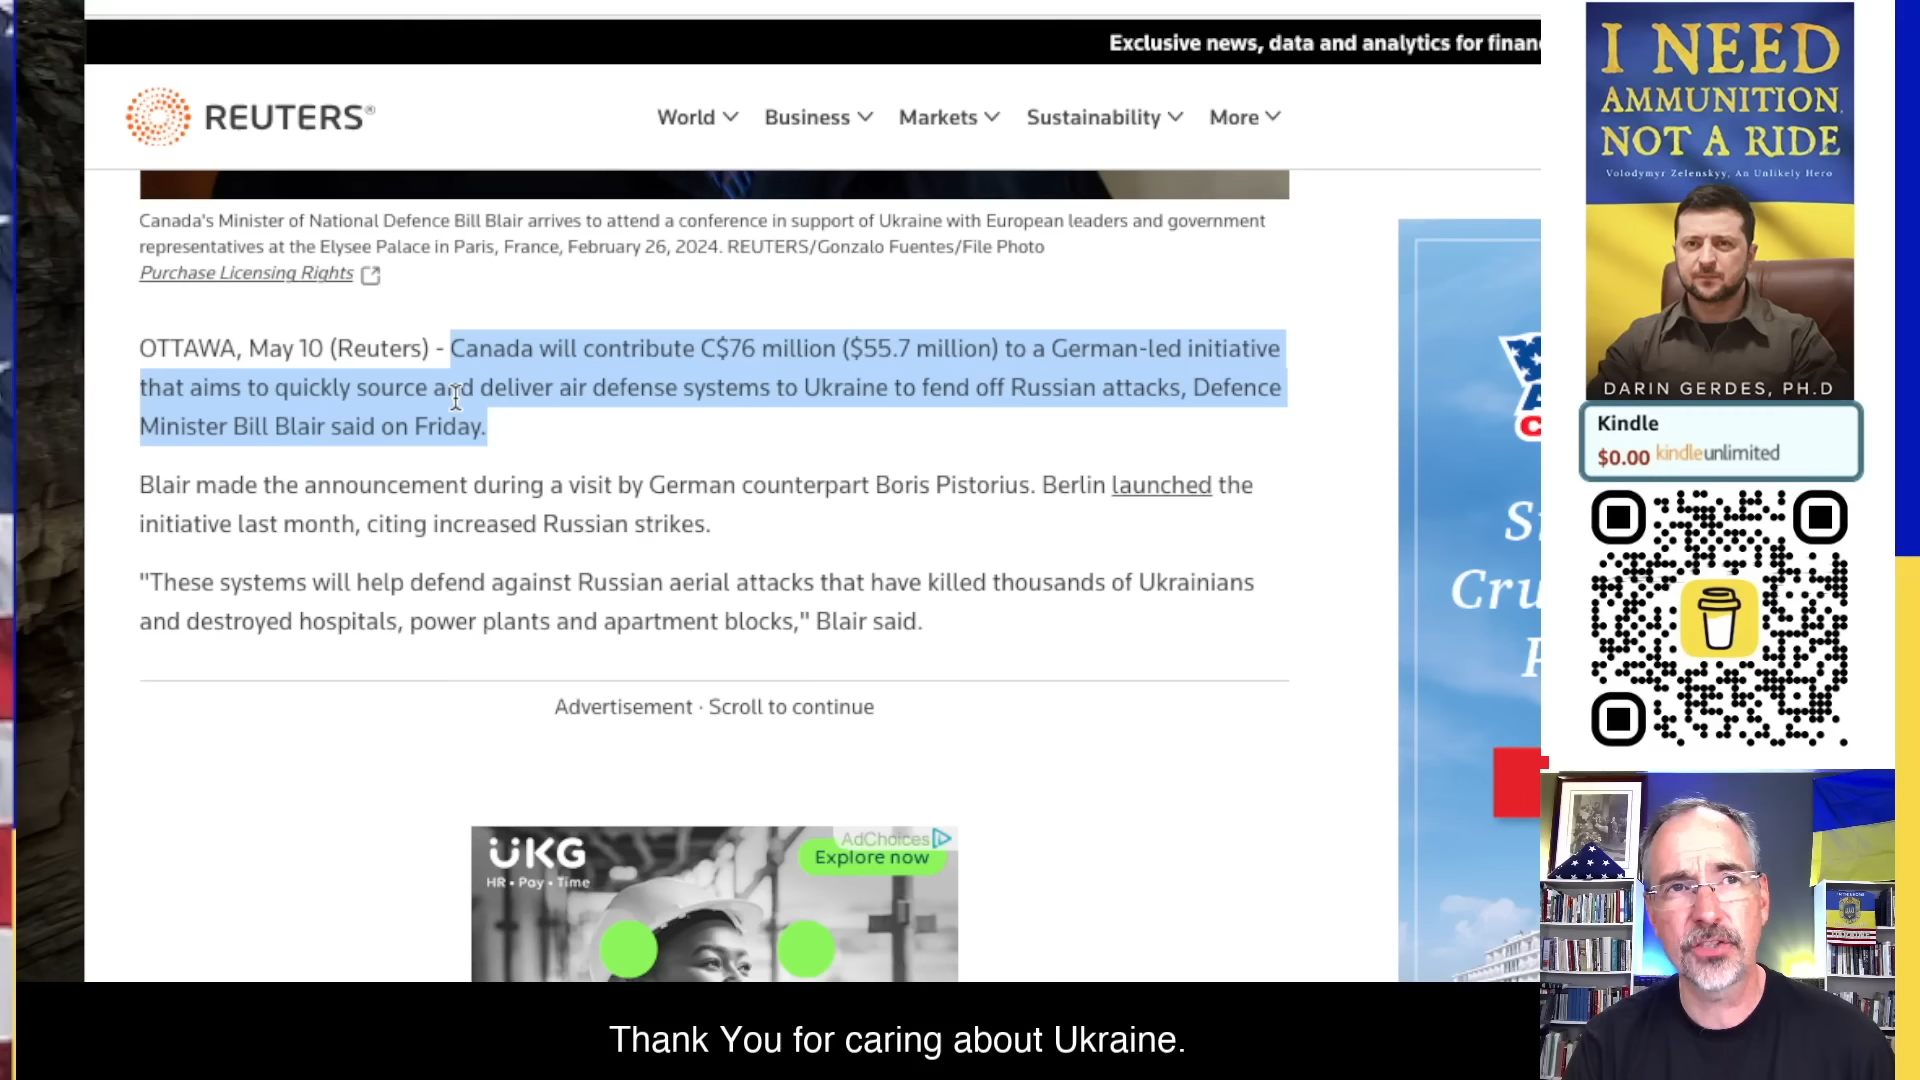 Exclusive news, data and analytics for finan
REUTERS®
World
Business
Markets
Sustainability
More
Canada's Minister of National Defence Bill Blair arrives to attend a conference in support of Ukraine with European leaders and government
representatives at the Elysee Palace in Paris, France, February 26, 2024. REUTERS/Gonzalo Fuentes/File Photo
Purchase Licensing Rights
OTTAWA, May 10 (Reuters) - Canada will contribute C$76 million ($55.7 million) to a German-led initiative
that aims to quickly source and deliver air defense systems to Ukraine to fend off Russian attacks, Defence
Minister Bill Blair said on Friday.
Blair made the announcement during a visit by German counterpart Boris Pistorius. Berlin launched the
initiative last month, citing increased Russian strikes.
"These systems will help defend against Russian aerial attacks that have killed thousands of Ukrainians
and destroyed hospitals, power plants and apartment blocks," Blair said.
Advertisement · Scroll to continue
UKG
HR • Pay • Time
AdChoices
Explore now
Cru
I NEED
AMMUNITION,
NOT A RIDE
Volodymyr Zelenskyy, An Unlikely Hero
DARIN GERDES, PH.D
Kindle
$0.00 kindleunlimited
Thank You for caring about Ukraine.